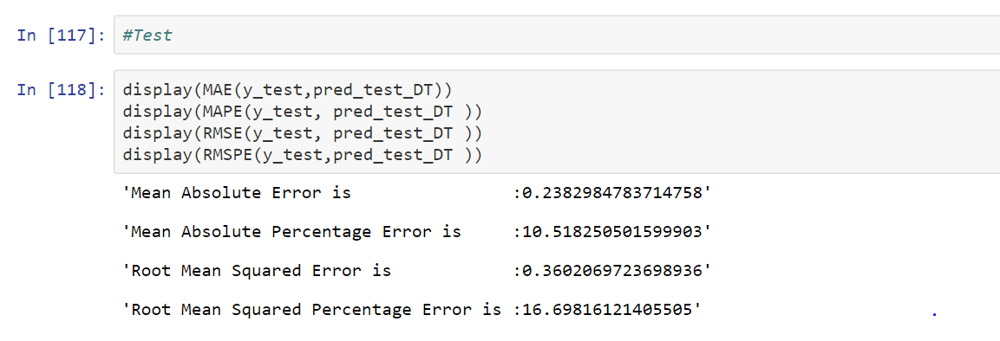 In [117]: #Test
In [118]: display(MAE(y_test,pred_test_DT))
display(MAPE(y_test, pred_test_DT ))
display(RMSE(y_test, pred_test_DT ))
display(RMSPE(y_test,pred_test_DT ))
'Mean Absolute Error is                :0.2382984783714758'
'Mean Absolute Percentage Error is     :10.518250501599903'
'Root Mean Squared Error is            :0.3602069723698936'
'Root Mean Squared Percentage Error is :16.69816121405505'